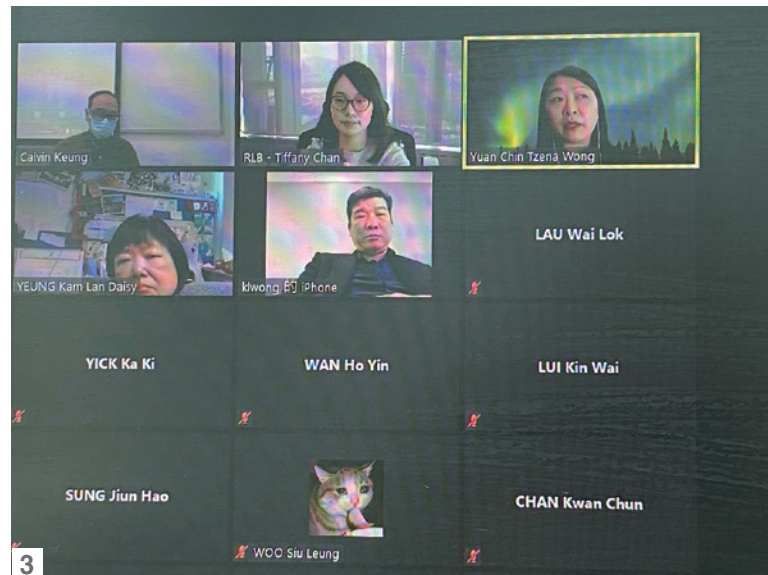 Calvin Keung
RLB - Tiffany Chan
Yuan Chin Tzena Wong
YEUNG Kam Lan Daisy
klwong 的 iPhone
LAU Wai Lok
YICK Ka Ki
WAN Ho Yin
LUI Kin Wai
SUNG Jiun Hao
WOO Siu Leung
CHAN Kwan Chun
3